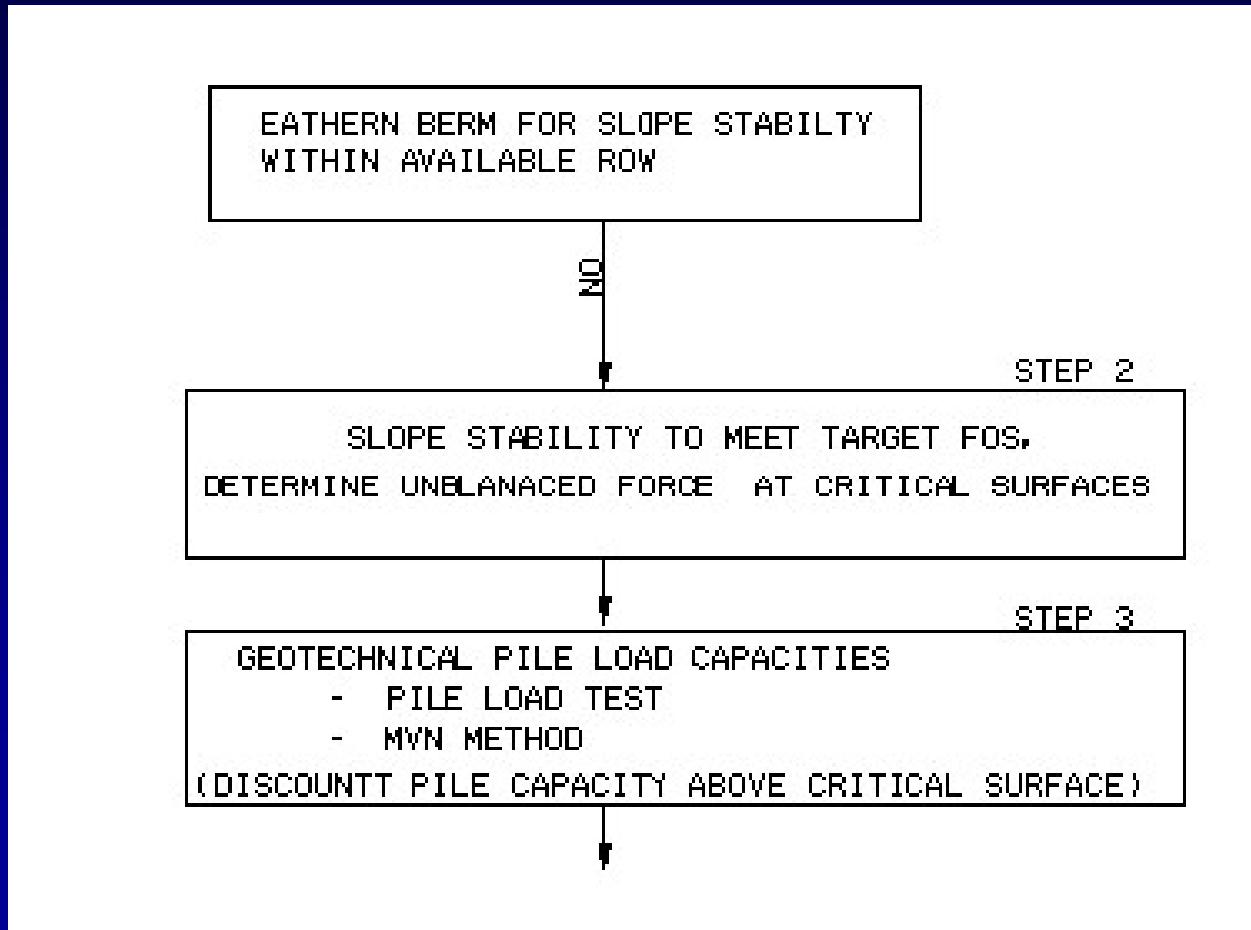 EATHERN BERM FOR SLOPE STABILTY
WITHIN AVAILABLE ROW
NO
STEP 2
SLOPE STABILITY TO MEET TARGET FOS,
DETERMINE UNBLANACED FORCE AT CRITICAL SURFACES
STEP 3
GEOTECHNICAL PILE LOAD CAPACITIES
- PILE LOAD TEST
- MVN METHOD
(DISCOUNTT PILE CAPACITY ABOVE CRITICAL SURFACE)